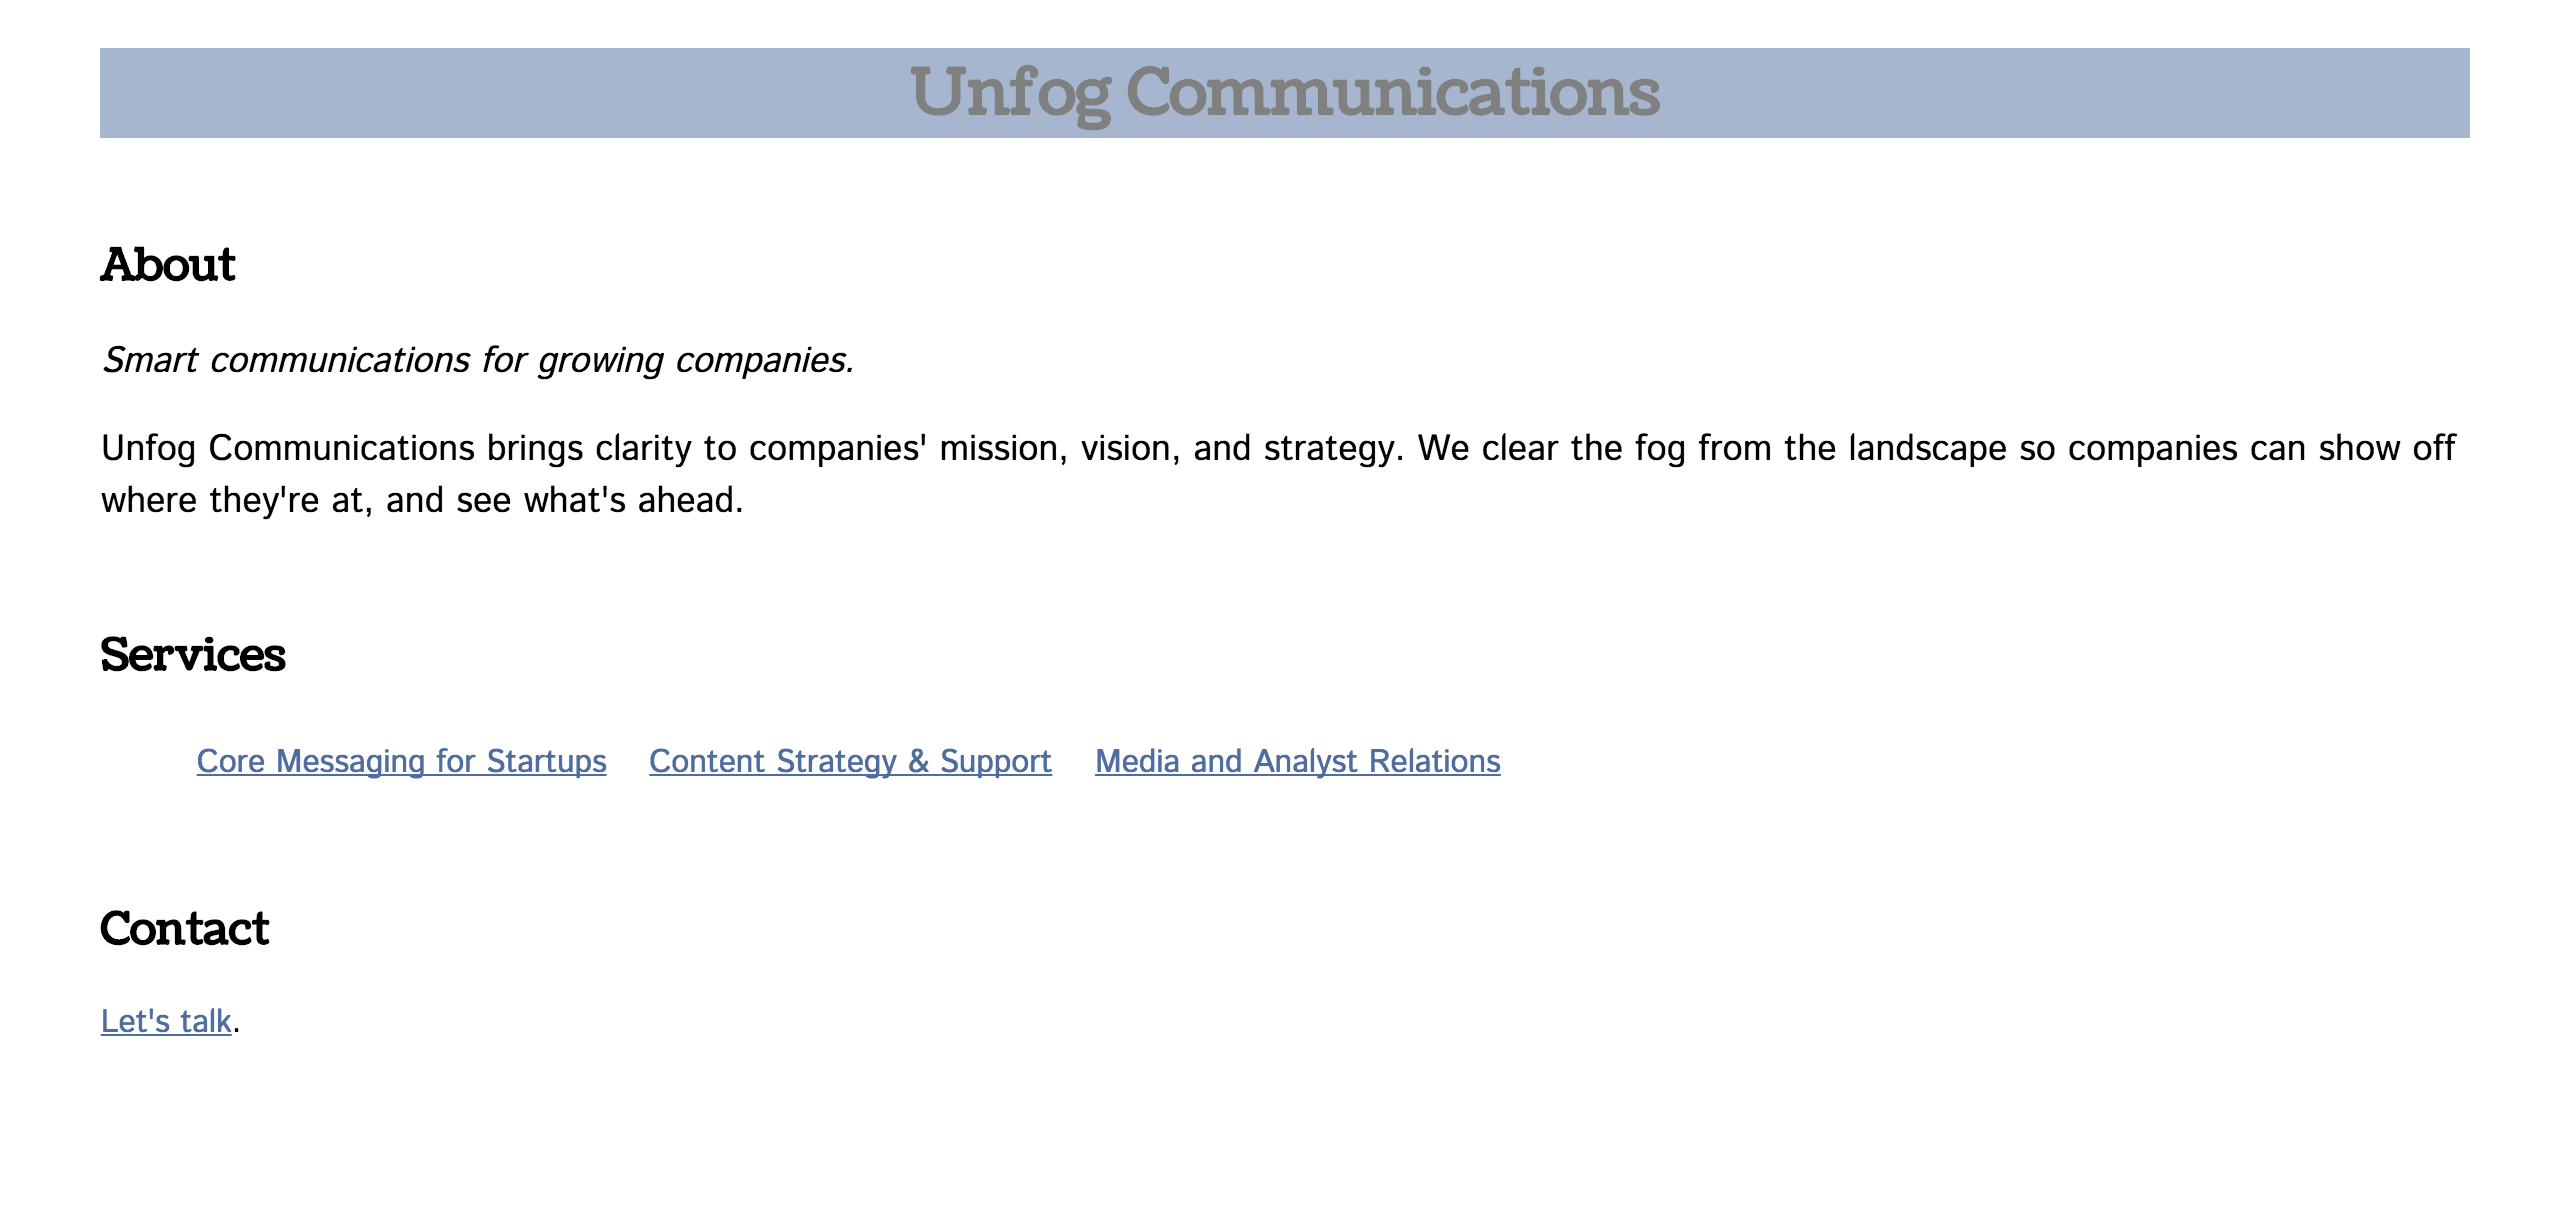 Unfog Communications
About
Smart communications for growing companies.
Unfog Communications brings clarity to companies' mission, vision, and strategy. We clear the fog from the landscape so companies can show off
where they're at, and see what's ahead.
Services
Core Messaging for Startups Content Strategy & Support Media and Analyst Relations
Contact
Let's talk.